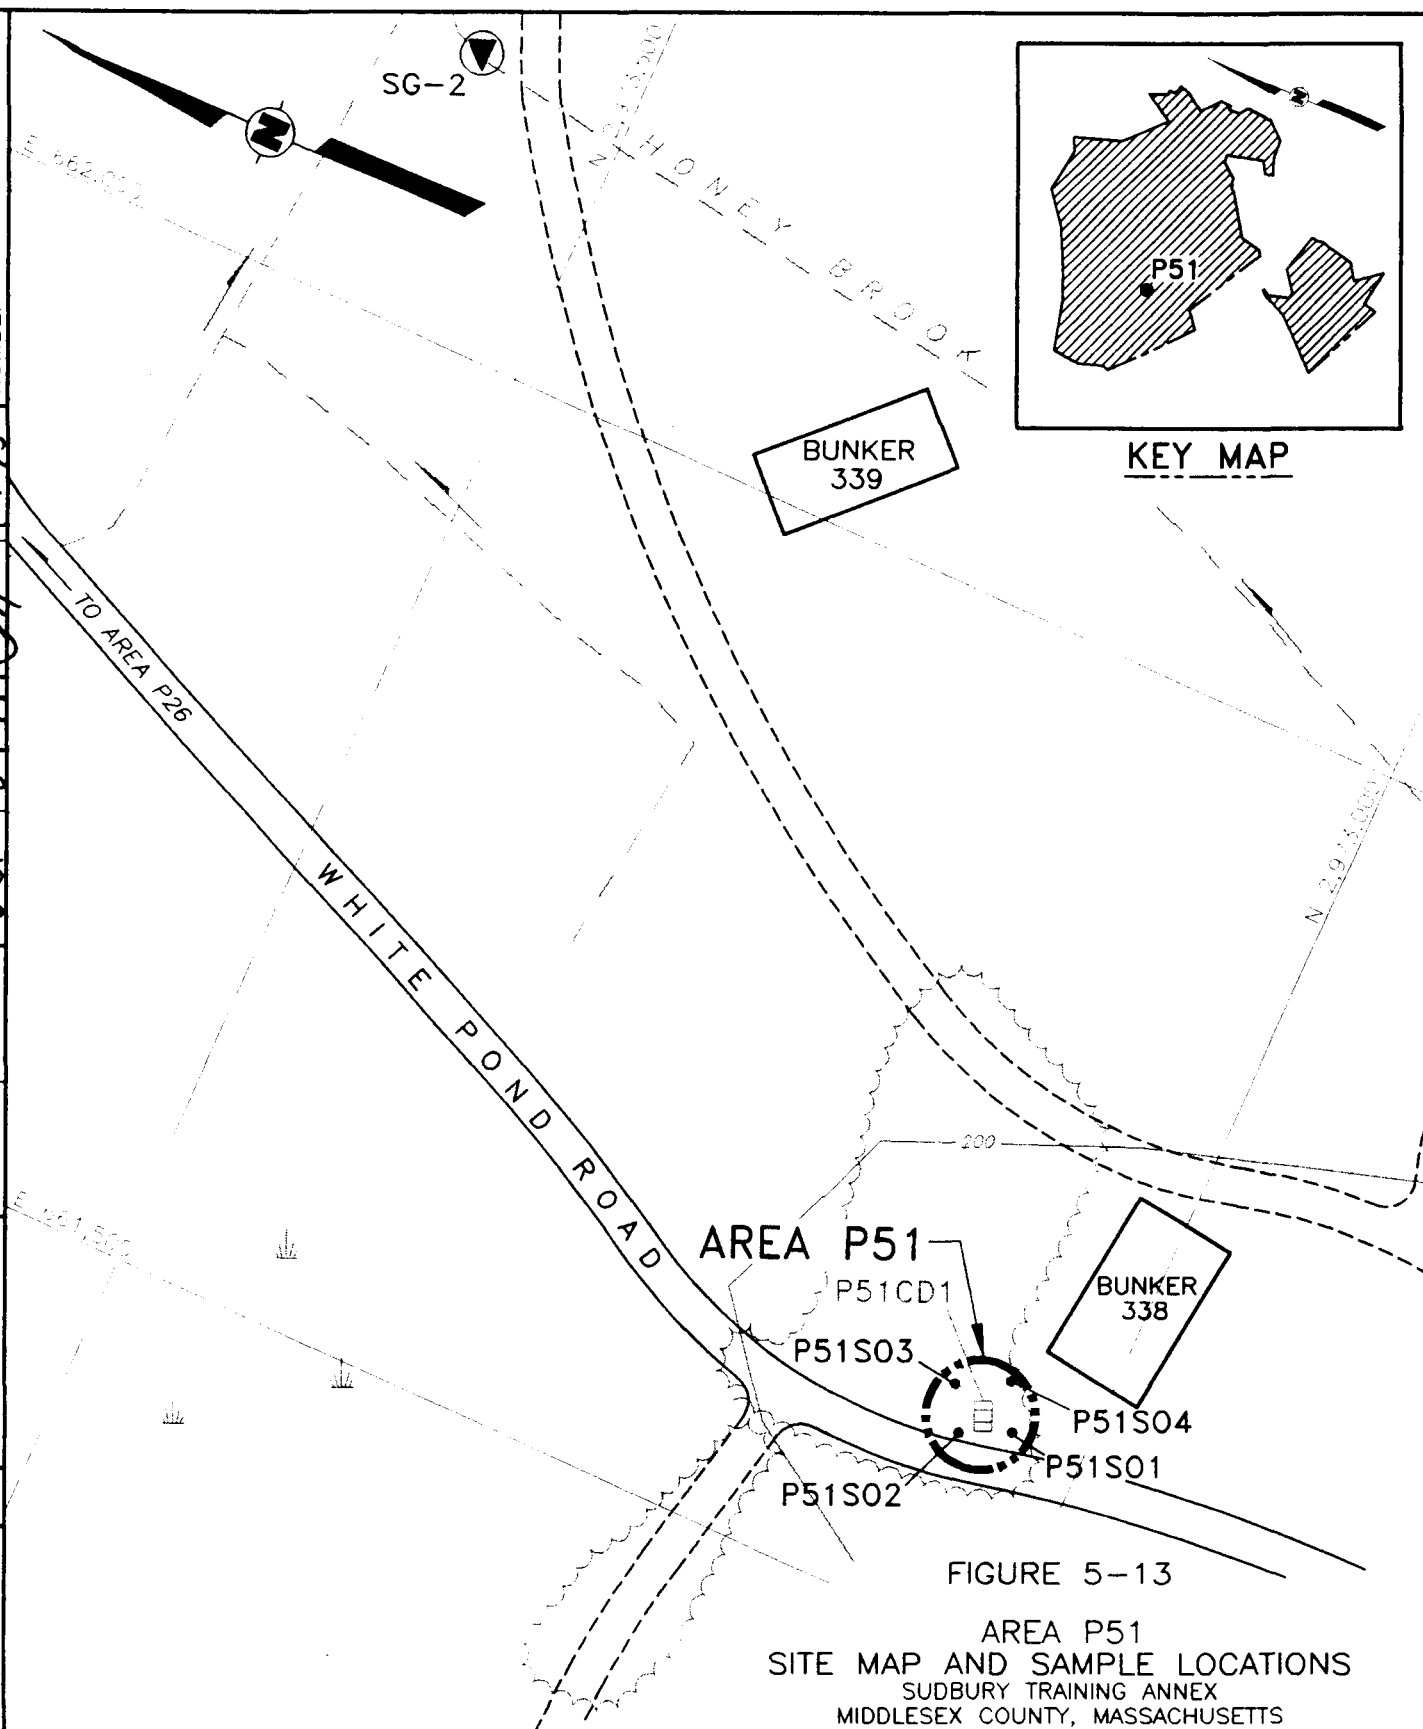 SG-2
N
E 662,000
HONEY BROOK
N
P51
KEY MAP
BUNKER
339
TO AREA P26
WHITE POND ROAD
200
AREA P51
P51CD1
BUNKER
338
P51S03
P51S04
P51S01
P51S02
FIGURE 5-13
AREA P51
SITE MAP AND SAMPLE LOCATIONS
SUDBURY TRAINING ANNEX
MIDDLESEX COUNTY, MASSACHUSETTS